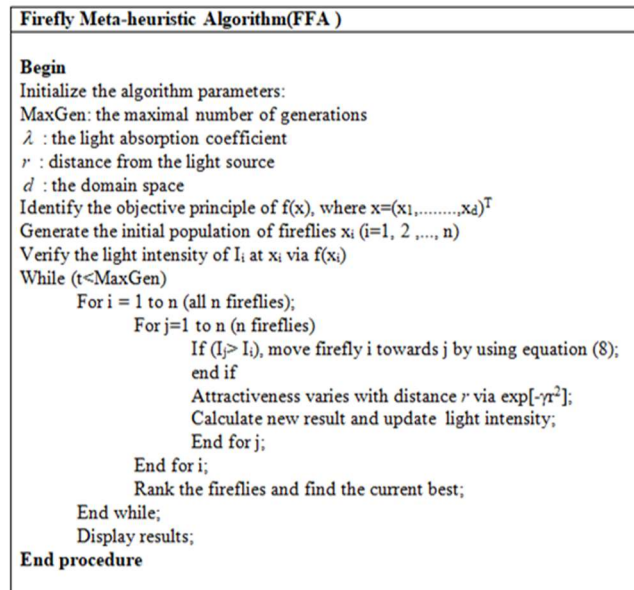 Firefly Meta-heuristic Algorithm(FFA )
Begin
Initialize the algorithm parameters:
MaxGen: the maximal number of generations
λ : the light absorption coefficient
r : distance from the light source
d : the domain space
Identify the objective principle of f(x), where x=(x₁,........,x_d)ᵀ
Generate the initial population of fireflies xᵢ (i=1, 2 ,..., n)
Verify the light intensity of Iᵢ at xᵢ via f(xᵢ)
While (t<MaxGen)
For i = 1 to n (all n fireflies);
For j=1 to n (n fireflies)
If (Iⱼ> Iᵢ), move firefly i towards j by using equation (8);
end if
Attractiveness varies with distance r via exp[-γr²];
Calculate new result and update light intensity;
End for j;
End for i;
Rank the fireflies and find the current best;
End while;
Display results;
End procedure